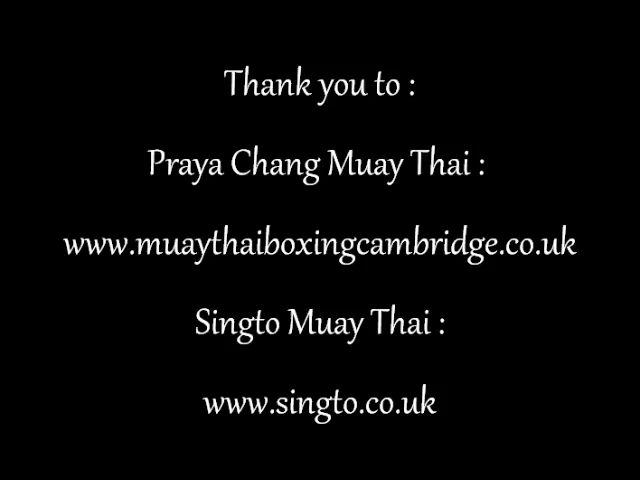 Thank you to :
Praya Chang Muay Thai :
www.muaythaiboxingcambridge.co.uk
Singto Muay Thai :
www.singto.co.uk